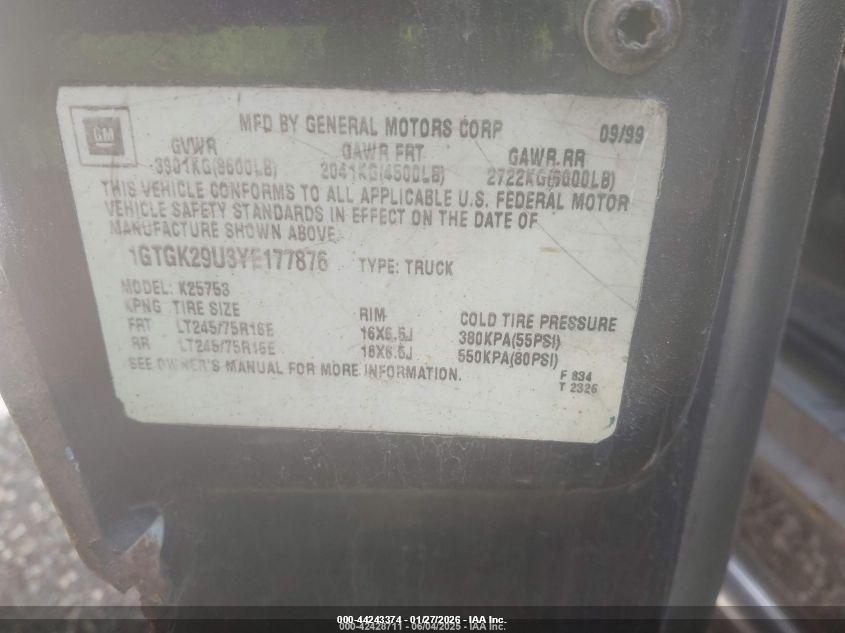 GM
MFD BY GENERAL MOTORS CORP 09/99
GVWR GAWR FRT GAWR RR
3901KG(8600LB) 2041KG(4500LB) 2722KG(6000LB)
THIS VEHICLE CONFORMS TO ALL APPLICABLE U.S. FEDERAL MOTOR
VEHICLE SAFETY STANDARDS IN EFFECT ON THE DATE OF
MANUFACTURE SHOWN ABOVE.
1GTGK29U3YE177876 TYPE: TRUCK
MODEL: K25753
KPNG TIRE SIZE RIM COLD TIRE PRESSURE
FRT LT245/75R16E 16X6.5J 380KPA(55PSI)
RR LT245/75R16E 16X6.5J 550KPA(80PSI)
SEE OWNER'S MANUAL FOR MORE INFORMATION.
F 834
T 2326
000-44243374 - 01/27/2026 - IAA Inc.
000-42428711 - 06/04/2025 - IAA Inc.